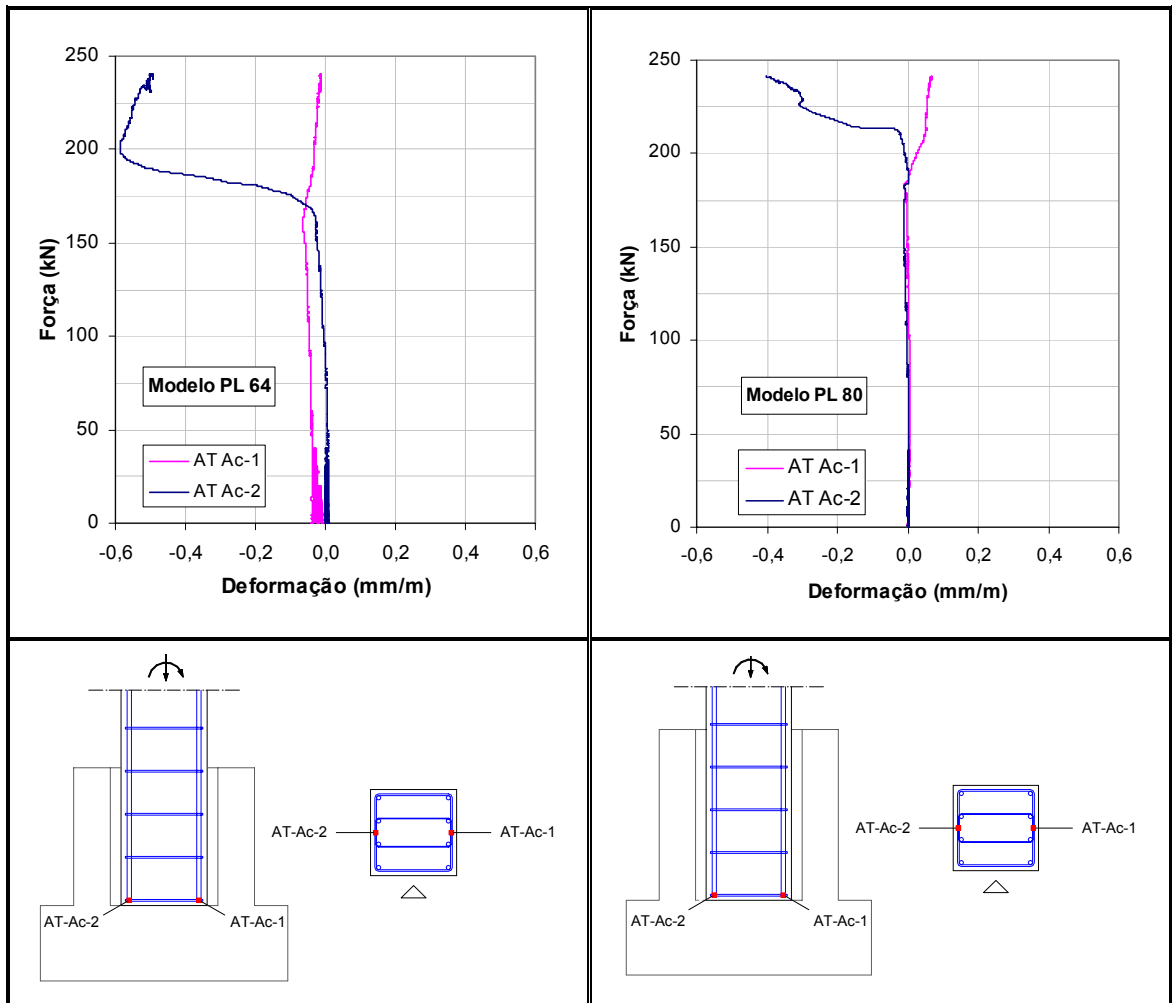 250
200
150
100
50
0
Força (kN)
Modelo PL 64
AT Ac-1
AT Ac-2
-0,6 -0,4 -0,2 0,0 0,2 0,4 0,6
Deformação (mm/m)
250
200
150
100
50
0
Força (kN)
Modelo PL 80
AT Ac-1
AT Ac-2
-0,6 -0,4 -0,2 0,0 0,2 0,4 0,6
Deformação (mm/m)
AT-Ac-2 AT-Ac-1
AT-Ac-2 AT-Ac-1
AT-Ac-2 AT-Ac-1
AT-Ac-2 AT-Ac-1